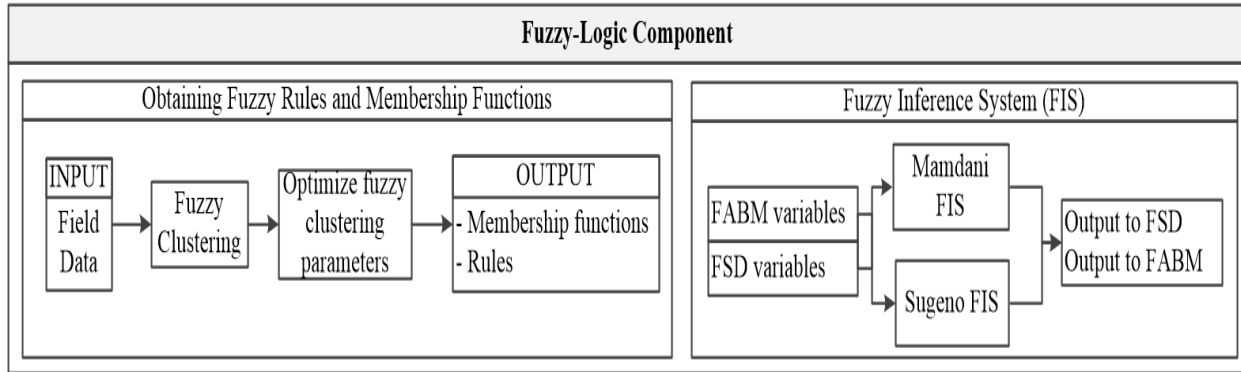 Fuzzy-Logic Component
Obtaining Fuzzy Rules and Membership Functions
INPUT
Field
Data
Fuzzy
Clustering
Optimize fuzzy
clustering
parameters
OUTPUT
- Membership functions
- Rules
Fuzzy Inference System (FIS)
FABM variables
FSD variables
Mamdani
FIS
Sugeno FIS
Output to FSD
Output to FABM